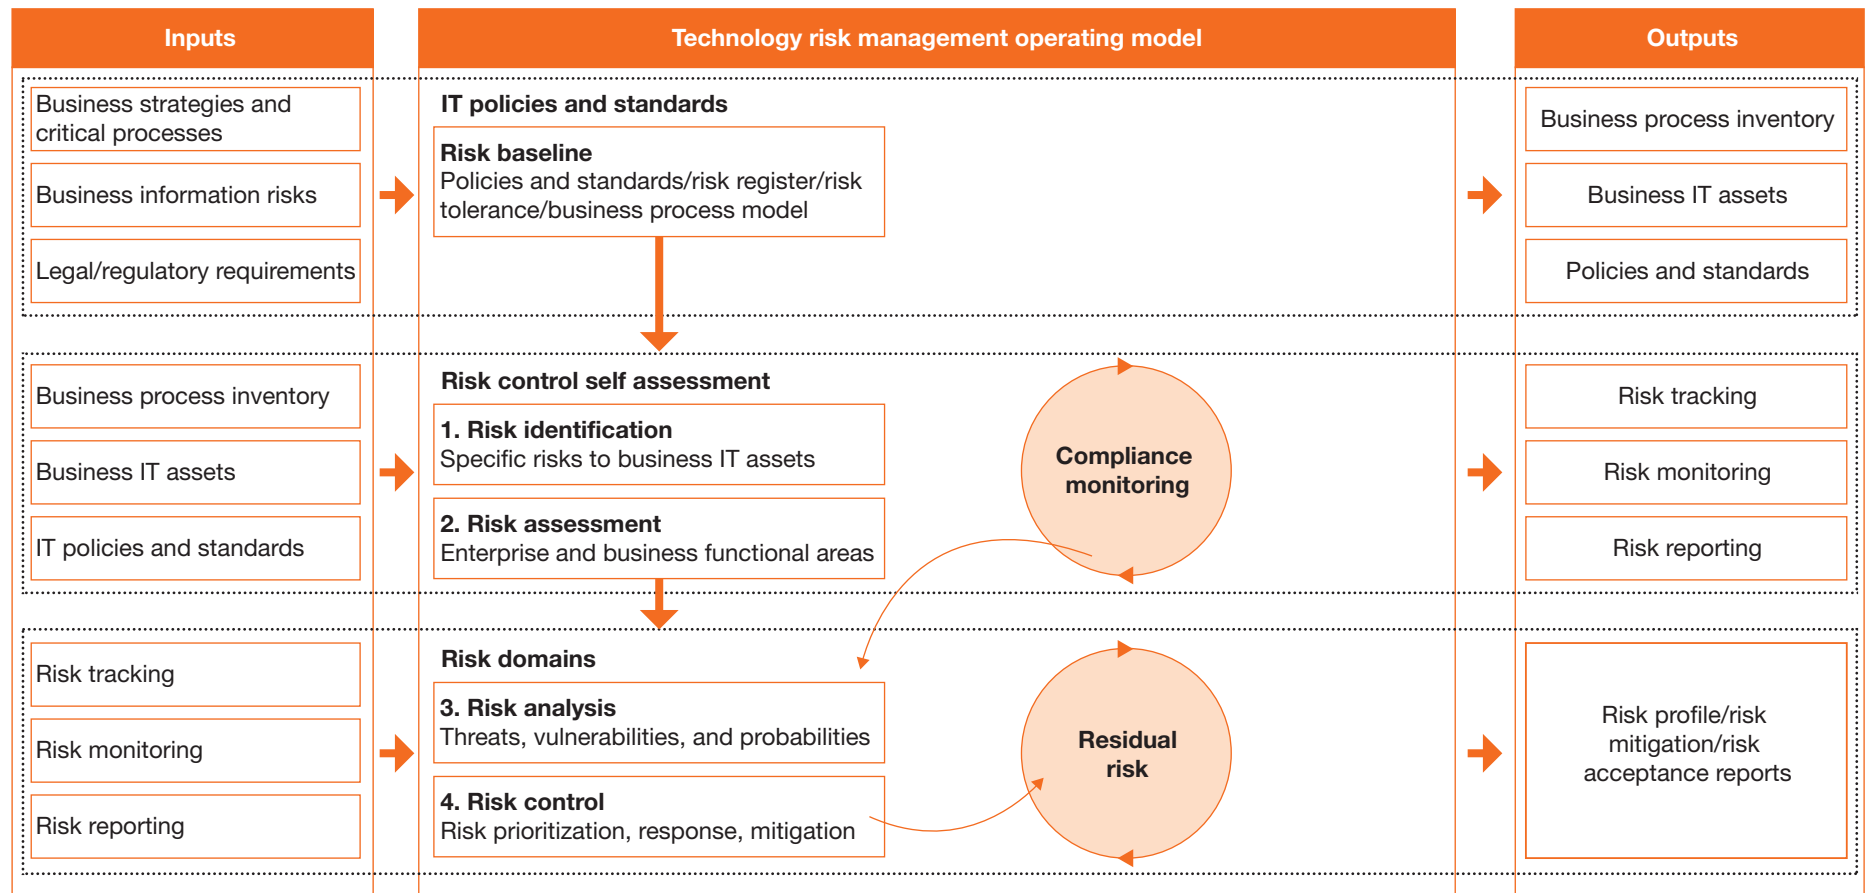 Inputs
Technology risk management operating model
Outputs
Business strategies and
critical processes
Business information risks
Legal/regulatory requirements
IT policies and standards
Risk baseline
Policies and standards/risk register/risk
tolerance/business process model
Business process inventory
Business IT assets
Policies and standards
Business process inventory
Business IT assets
IT policies and standards
Risk control self assessment
1. Risk identification
Specific risks to business IT assets
2. Risk assessment
Enterprise and business functional areas
Compliance
monitoring
Risk tracking
Risk monitoring
Risk reporting
Risk tracking
Risk monitoring
Risk reporting
Risk domains
3. Risk analysis
Threats, vulnerabilities, and probabilities
4. Risk control
Risk prioritization, response, mitigation
Residual
risk
Risk profile/risk
mitigation/risk
acceptance reports